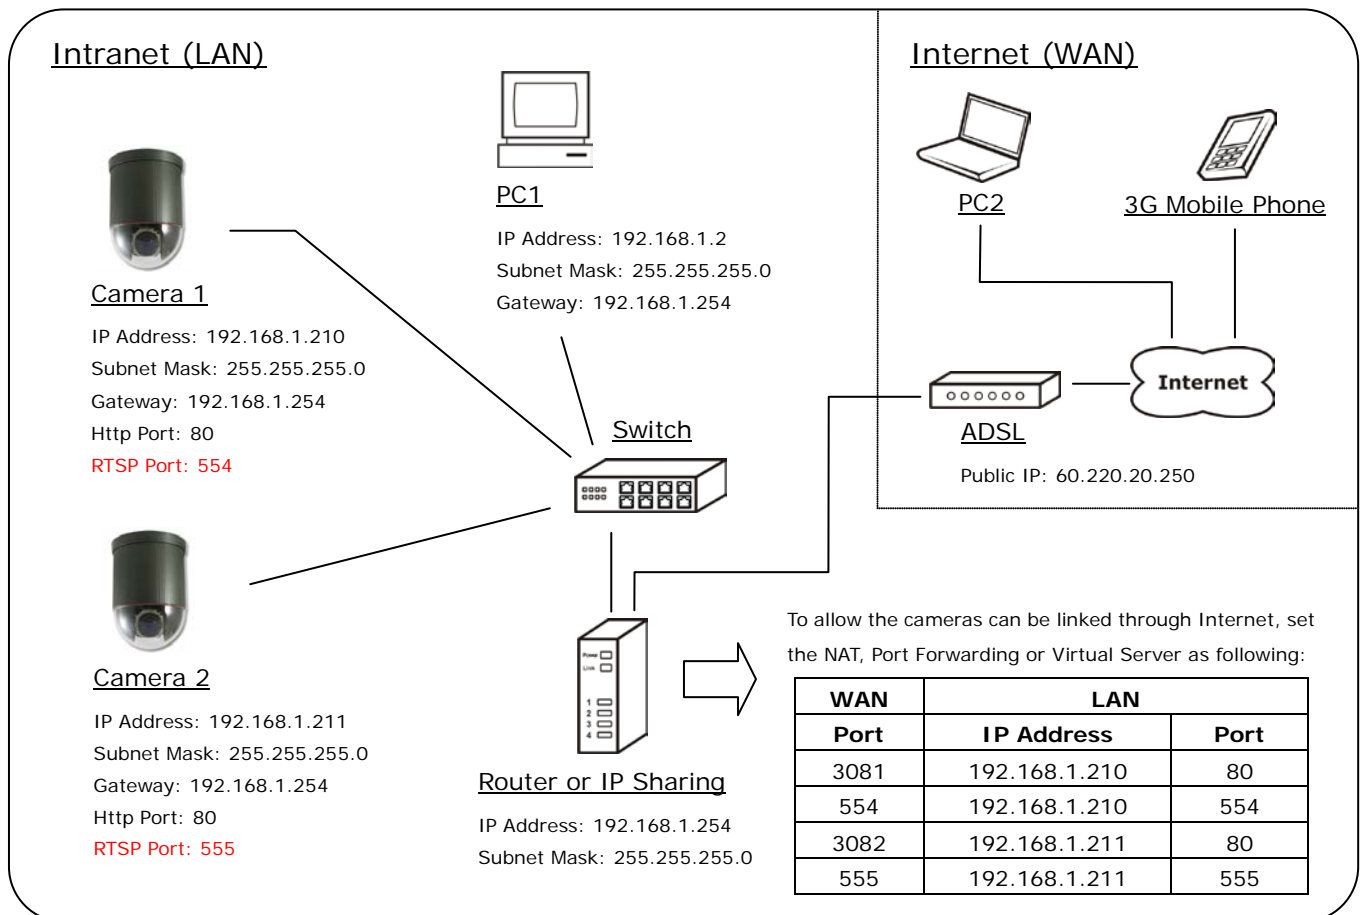 Intranet (LAN)
Internet (WAN)
PC1
IP Address: 192.168.1.2
Subnet Mask: 255.255.255.0
Gateway: 192.168.1.254
PC2
3G Mobile Phone
Camera 1
IP Address: 192.168.1.210
Subnet Mask: 255.255.255.0
Gateway: 192.168.1.254
Http Port: 80
RTSP Port: 554
Switch
Internet
ADSL
Public IP: 60.220.20.250
Camera 2
IP Address: 192.168.1.211
Subnet Mask: 255.255.255.0
Gateway: 192.168.1.254
Http Port: 80
RTSP Port: 555
Power
Link
1
2
3
4
Router or IP Sharing
IP Address: 192.168.1.254
Subnet Mask: 255.255.255.0
To allow the cameras can be linked through Internet, set
the NAT, Port Forwarding or Virtual Server as following:
WAN LAN
Port IP Address Port
3081 192.168.1.210 80
554 192.168.1.210 554
3082 192.168.1.211 80
555 192.168.1.211 555